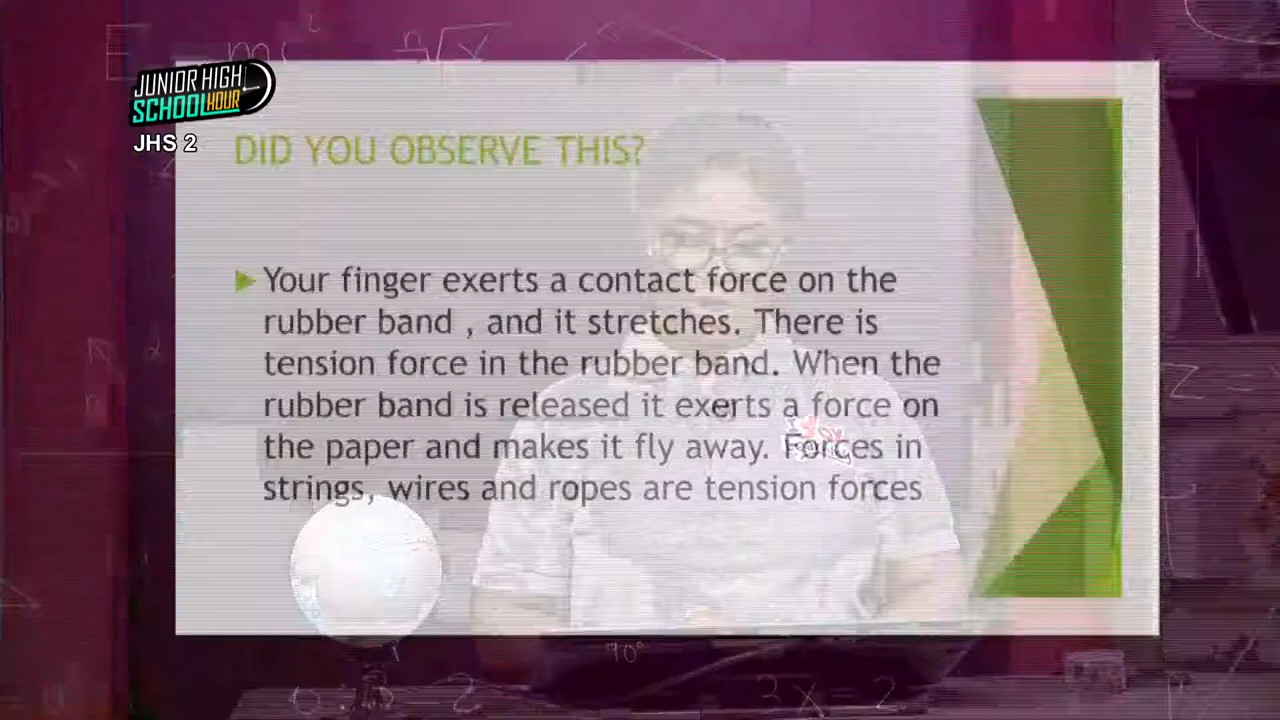 JUNIOR HIGH
SCHOOL HOUR
JHS 2
DID YOU OBSERVE THIS?
Your finger exerts a contact force on the
rubber band , and it stretches. There is
tension force in the rubber band. When the
rubber band is released it exerts a force on
the paper and makes it fly away. Forces in
strings, wires and ropes are tension forces
90°